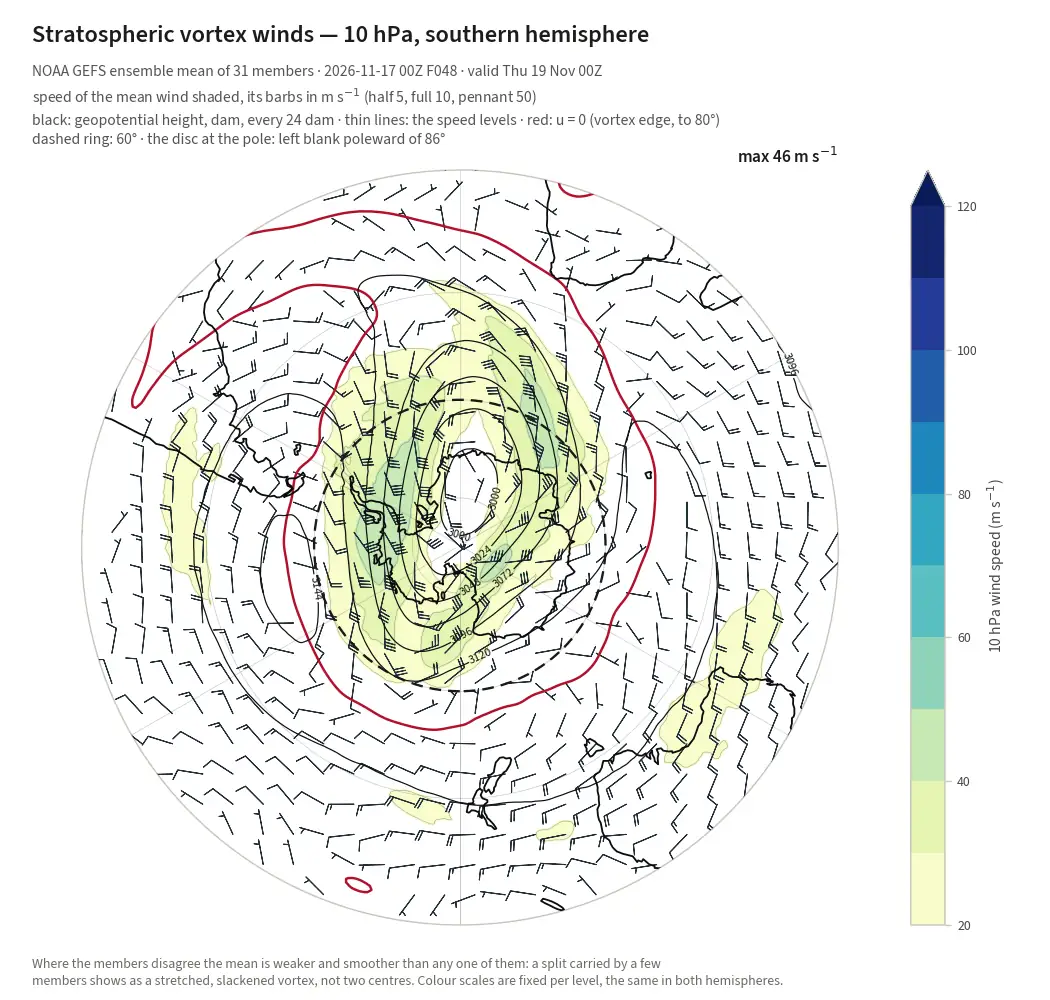 Stratospheric vortex winds — 10 hPa, southern hemisphere
NOAA GEFS ensemble mean of 31 members · 2026-11-17 00Z F048 · valid Thu 19 Nov 00Z
speed of the mean wind shaded, its barbs in m s⁻¹ (half 5, full 10, pennant 50)
black: geopotential height, dam, every 24 dam · thin lines: the speed levels · red: u = 0 (vortex edge, to 80°)
dashed ring: 60° · the disc at the pole: left blank poleward of 86°
max 46 m s⁻¹
120
100
80
60
40
20
10 hPa wind speed (m s⁻¹)
3096
3000
3000
3024
3072
3096
3120
3144
Where the members disagree the mean is weaker and smoother than any one of them: a split carried by a few
members shows as a stretched, slackened vortex, not two centres. Colour scales are fixed per level, the same in both hemispheres.